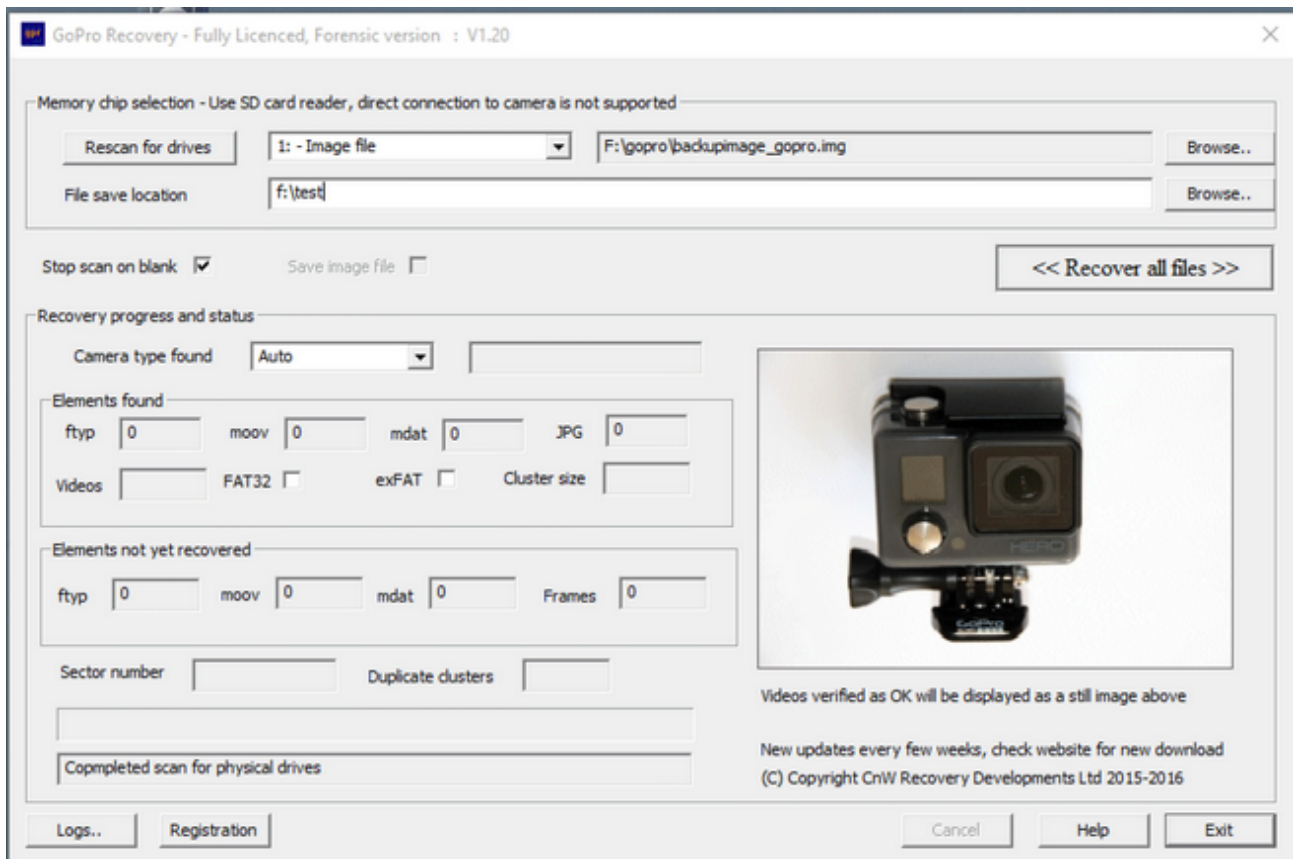 GoPro Recovery - Fully Licenced, Forensic version : V1.20
Memory chip selection - Use SD card reader, direct connection to camera is not supported
Rescan for drives 1: - Image file F:\gopro\backupimage_gopro.img Browse..
File save location f:\test Browse..
Stop scan on blank Save image file << Recover all files >>
Recovery progress and status
Camera type found Auto
Elements found
ftyp 0 moov 0 mdat 0 JPG 0
Videos FAT32 exFAT Cluster size
Elements not yet recovered
ftyp 0 moov 0 mdat 0 Frames 0
HERO
GoPro
Sector number Duplicate clusters
Videos verified as OK will be displayed as a still image above
New updates every few weeks, check website for new download
Copmpleted scan for physical drives
(C) Copyright CnW Recovery Developments Ltd 2015-2016
Logs.. Registration Cancel Help Exit